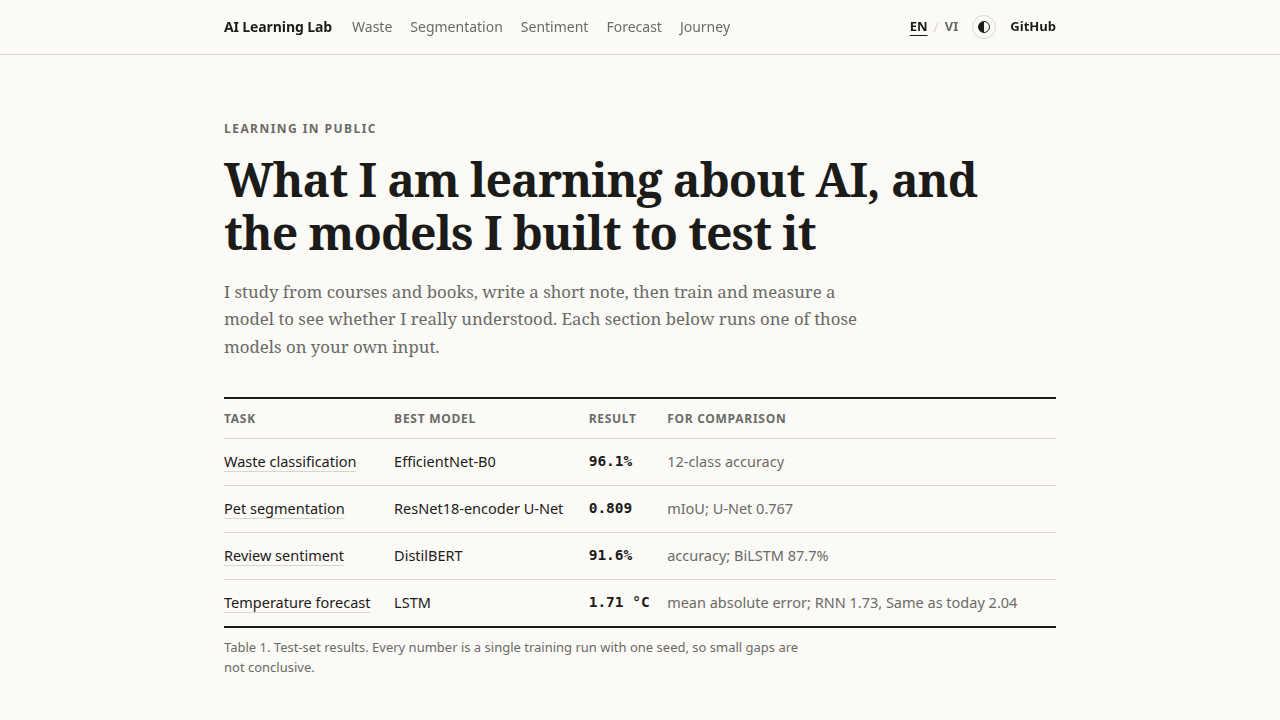 AI Learning Lab Waste Segmentation Sentiment Forecast Journey EN / VI GitHub
LEARNING IN PUBLIC
What I am learning about AI, and
the models I built to test it
I study from courses and books, write a short note, then train and measure a
model to see whether I really understood. Each section below runs one of those
models on your own input.
TASK BEST MODEL RESULT FOR COMPARISON
Waste classification EfficientNet-B0 96.1% 12-class accuracy
Pet segmentation ResNet18-encoder U-Net 0.809 mIoU; U-Net 0.767
Review sentiment DistilBERT 91.6% accuracy; BiLSTM 87.7%
Temperature forecast LSTM 1.71 °C mean absolute error; RNN 1.73, Same as today 2.04
Table 1. Test-set results. Every number is a single training run with one seed, so small gaps are
not conclusive.